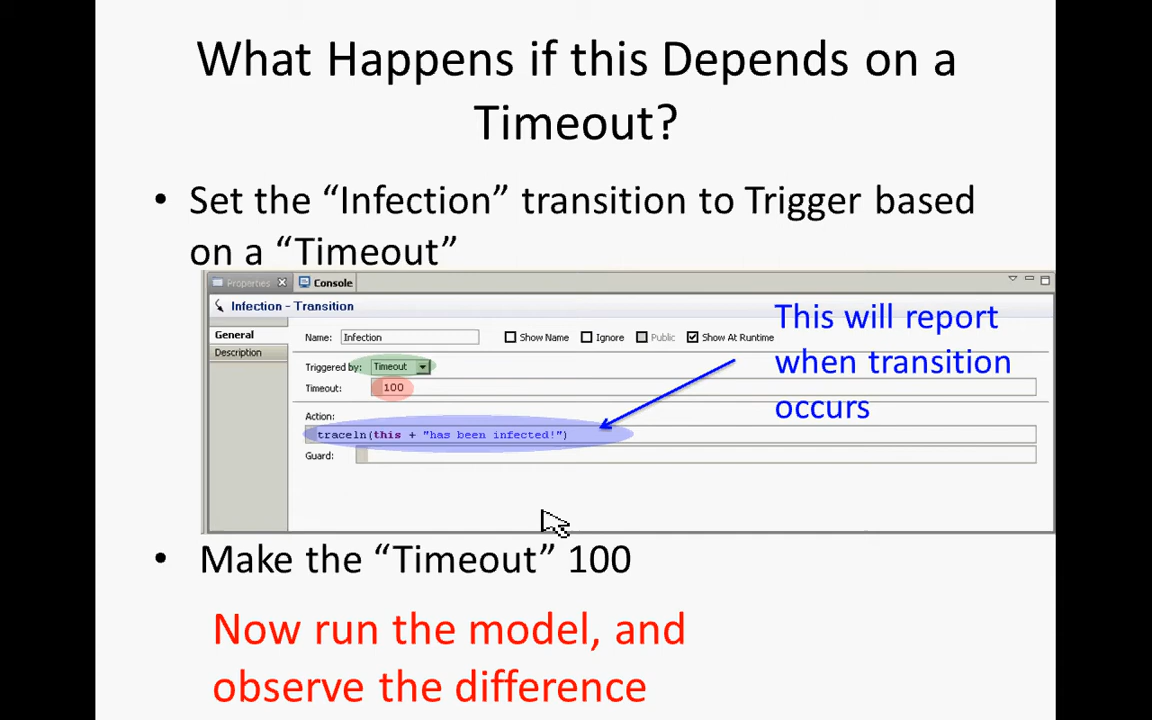 What Happens if this Depends on a
Timeout?
• Set the “Infection” transition to Trigger based
on a “Timeout”
Properties Console
Infection - Transition
General
Description
Name: Infection Show Name Ignore Public Show At Runtime
Triggered by: Timeout
Timeout: 100
Action:
traceln(this + "has been infected!")
Guard:
This will report
when transition
occurs
• Make the “Timeout” 100
Now run the model, and
observe the difference